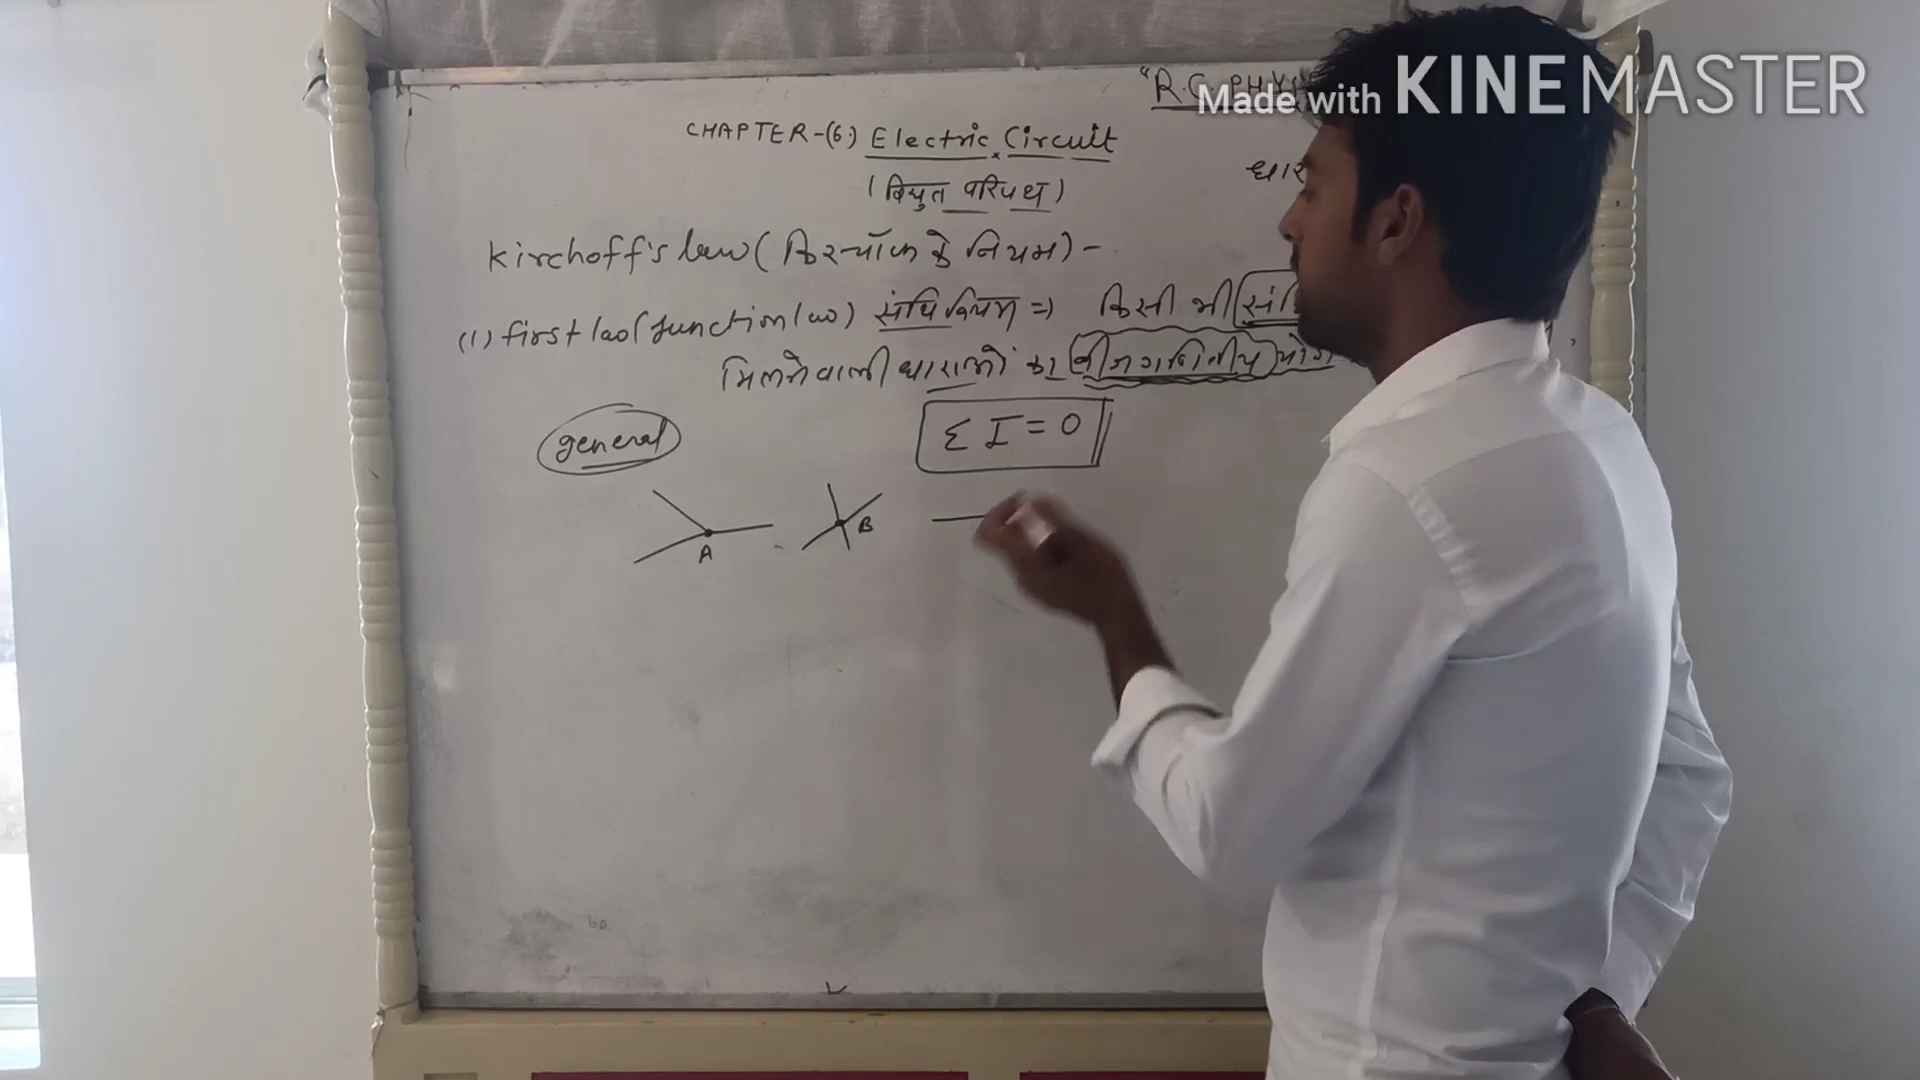 "R.C PHY
Made with KINEMASTER
CHAPTER-(6.) Electric Circuit
(विद्युत परिपथ)
धार
Kirchoff's law (किरचॉफ के नियम) -
(1) first law (Junction law) संधि नियम => किसी भी संधि
मिलने वाली धाराओं का बीजगणितीय योग
general
Σ I = 0
A
B